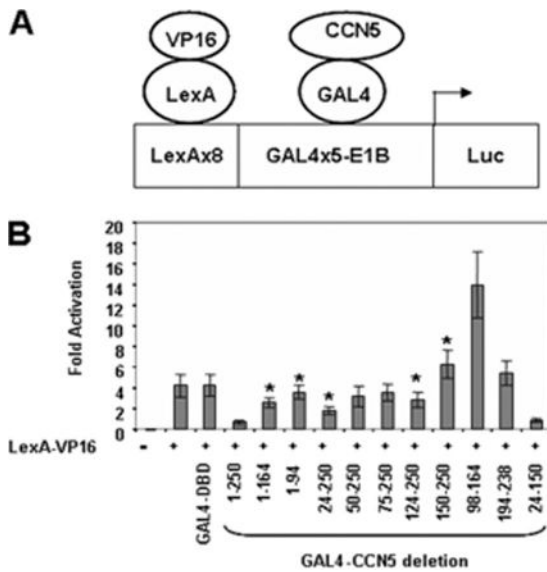 A
VP16
CCN5
LexA
GAL4
LexAx8
GAL4x5-E1B
Luc
B
Fold Activation
20
18
16
14
12
10
8
6
4
2
0
* * * * *
LexA-VP16 - + + + + + + + + + + + + +
GAL4-DBD
1-250
1-164
1-94
24-250
50-250
75-250
124-250
150-250
98-164
194-238
24-150
GAL4-CCN5 deletion